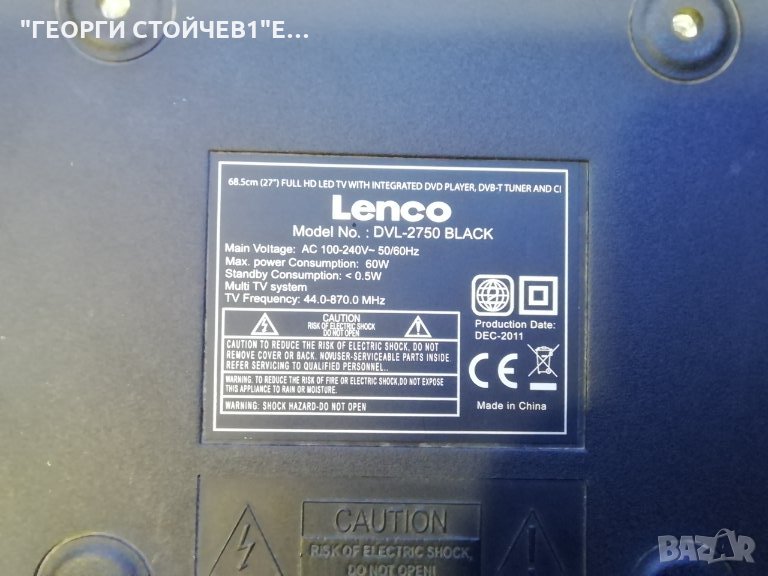 "ГЕОРГИ СТОЙЧЕВ1"Е...
68.5cm (27") FULL HD LED TV WITH INTEGRATED DVD PLAYER, DVB-T TUNER AND CI
Lenco
Model No. : DVL-2750 BLACK
Main Voltage: AC 100-240V~ 50/60Hz
Max. power Consumption: 60W
Standby Consumption: < 0.5W
Multi TV system
TV Frequency: 44.0-870.0 MHz
CAUTION
RISK OF ELECTRIC SHOCK
DO NOT OPEN
CAUTION TO REDUCE THE RISK OF ELECTRIC SHOCK, DO NOT
REMOVE COVER OR BACK. NOWUSER-SERVICEABLE PARTS INSIDE.
REFER SERVICING TO QUALIFIED PERSONNEL..
WARNING. TO REDUCE THE RISK OF FIRE OR ELECTRIC SHOCK,DO NOT EXPOSE
THIS APPLIANCE TO RAIN OR MOISTURE.
WARNING: SHOCK HAZARD-DO NOT OPEN
Production Date:
DEC-2011
CE
Made in China
CAUTION
RISK OF ELECTRIC SHOCK,
DO NOT OPEN!
BAZAR